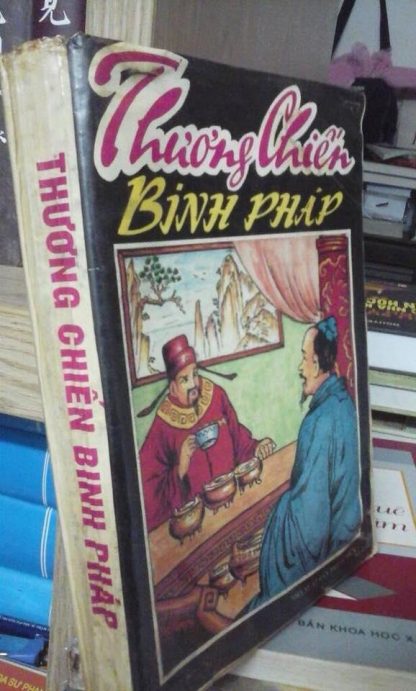 Thương Chiến
BINH PHÁP
THƯƠNG CHIẾN BINH PHÁP
BẢN KHOA HỌC X